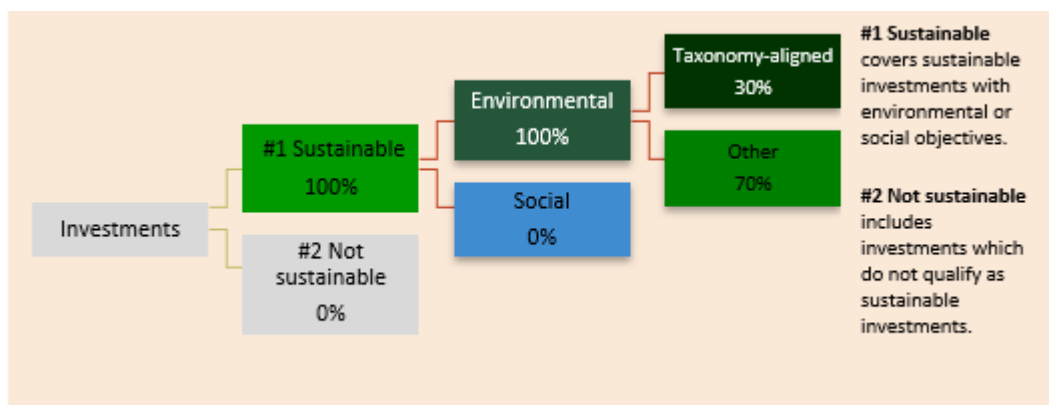 Investments
#1 Sustainable
100%
#2 Not
sustainable
0%
Environmental
100%
Social
0%
Taxonomy-aligned
30%
Other
70%
#1 Sustainable
covers sustainable
investments with
environmental or
social objectives.
#2 Not sustainable
includes
investments which
do not qualify as
sustainable
investments.